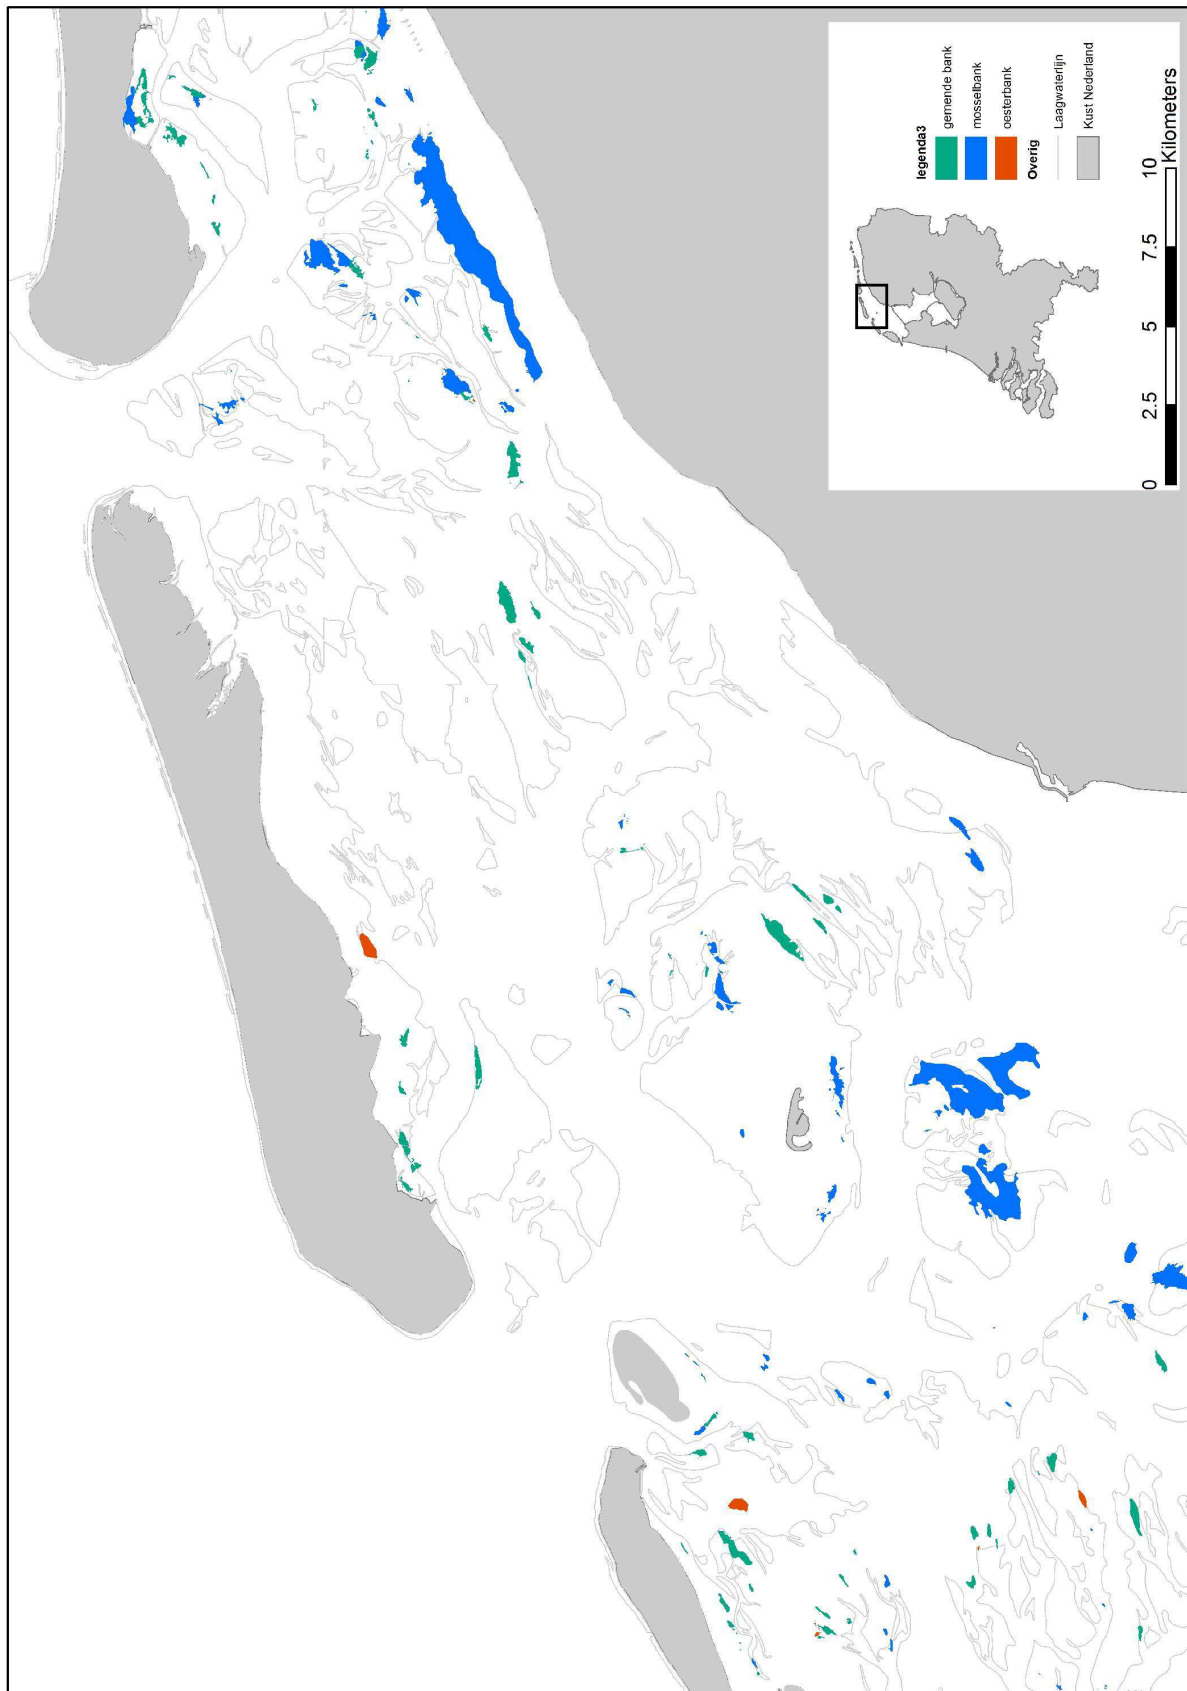 legenda3
gemende bank
mosselbank
oesterbank
Overig
Laagwaterlijn
Kust Nederland
0 2.5 5 7.5 10
Kilometers